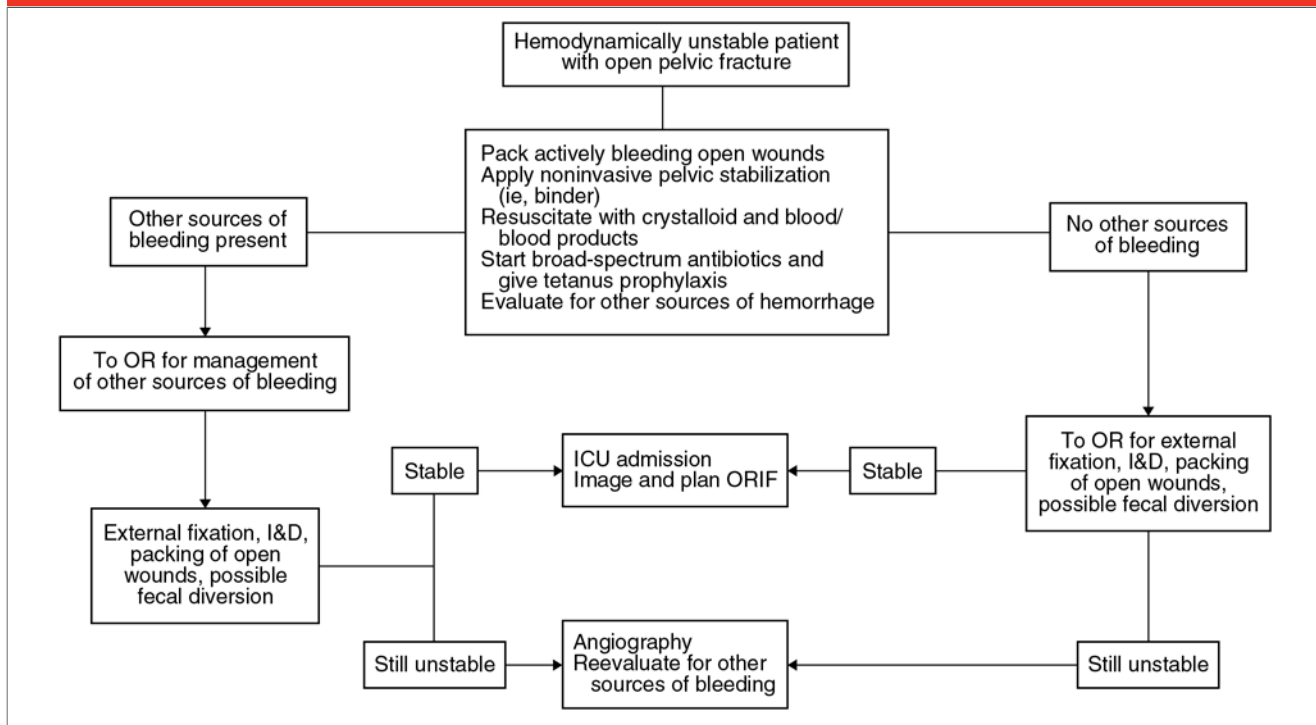 Hemodynamically unstable patient
with open pelvic fracture
Pack actively bleeding open wounds
Apply noninvasive pelvic stabilization
(ie, binder)
Resuscitate with crystalloid and blood/
blood products
Start broad-spectrum antibiotics and
give tetanus prophylaxis
Evaluate for other sources of hemorrhage
Other sources of
bleeding present
No other sources
of bleeding
To OR for management
of other sources of bleeding
To OR for external
fixation, I&D, packing
of open wounds,
possible fecal diversion
Stable
ICU admission
Image and plan ORIF
Stable
External fixation, I&D,
packing of open
wounds, possible
fecal diversion
Still unstable
Angiography
Reevaluate for other
sources of bleeding
Still unstable